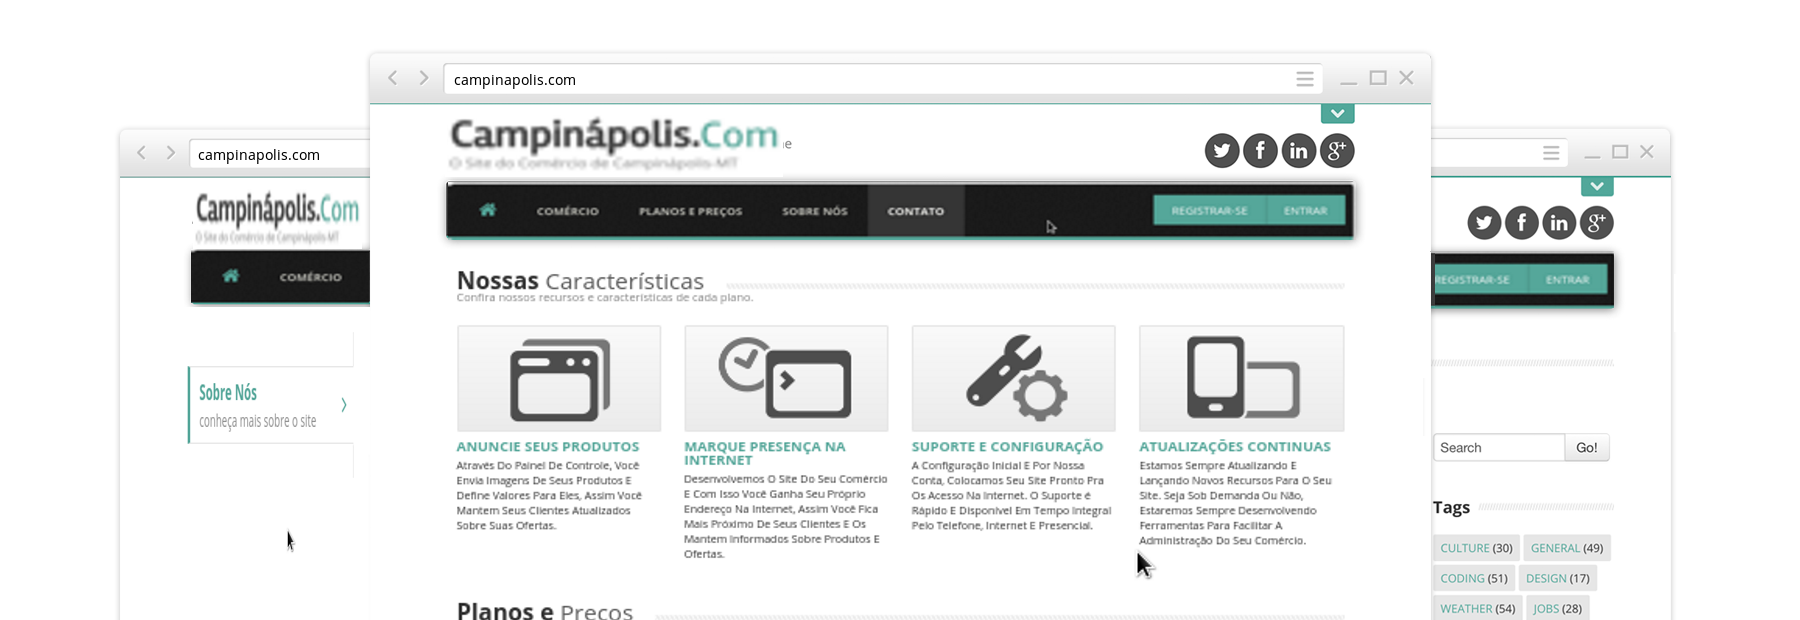 campinapolis.com
Campinápolis.Com
O Site do Comércio de Campinápolis-MT
COMÉRCIO
PLANOS E PREÇOS
SOBRE NÓS
CONTATO
REGISTRAR-SE
ENTRAR
Nossas Características
Confira nossos recursos e características de cada plano.
ANUNCIE SEUS PRODUTOS
Através Do Painel De Controle, Você
Envia Imagens De Seus Produtos E
Define Valores Para Eles, Assim Você
Mantem Seus Clientes Atualizados
Sobre Suas Ofertas.
MARQUE PRESENÇA NA
INTERNET
Desenvolvemos O Site Do Seu Comércio
E Com Isso Você Ganha Seu Próprio
Endereço Na Internet, Assim Você Fica
Mais Próximo De Seus Clientes E Os
Mantem Informados Sobre Produtos E
Ofertas.
SUPORTE E CONFIGURAÇÃO
A Configuração Inicial E Por Nossa
Conta, Colocamos Seu Site Pronto Pra
Os Acesso Na Internet. O Suporte é
Rápido E Disponível Em Tempo Integral
Pelo Telefone, Internet E Presencial.
ATUALIZAÇÕES CONTINUAS
Estamos Sempre Atualizando E
Lançando Novos Recursos Para O Seu
Site. Seja Sob Demanda Ou Não,
Estaremos Sempre Desenvolvendo
Ferramentas Para Facilitar A
Administração Do Seu Comércio.
Planos e Preços
campinapolis.com
Campinápolis.Com
O Site do Comércio de Campinápolis-MT
COMÉRCIO
Sobre Nós
conheça mais sobre o site
REGISTRAR-SE
ENTRAR
Search
Go!
Tags
CULTURE (30)
GENERAL (49)
CODING (51)
DESIGN (17)
WEATHER (54)
JOBS (28)